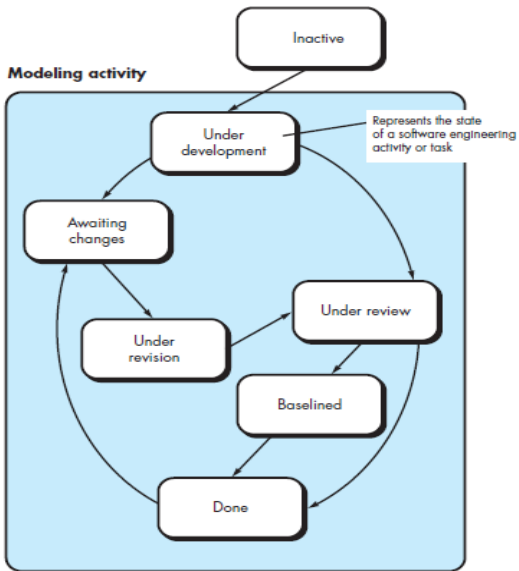 Inactive
Modeling activity
Under
development
Represents the state
of a software engineering
activity or task
Awaiting
changes
Under review
Under
revision
Baselined
Done